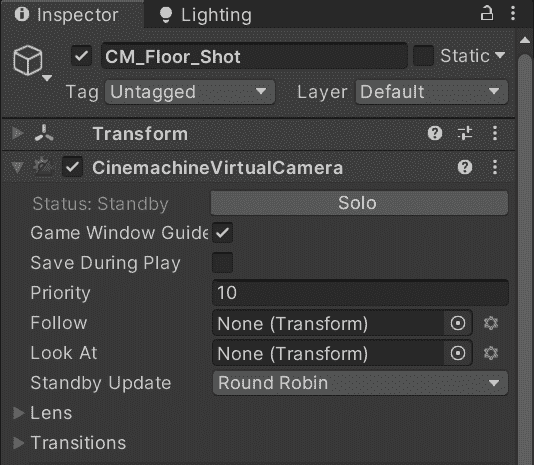 Inspector Lighting
CM_Floor_Shot Static
Tag Untagged Layer Default
Transform
CinemachineVirtualCamera
Status: Standby Solo
Game Window Guide
Save During Play
Priority 10
Follow None (Transform)
Look At None (Transform)
Standby Update Round Robin
Lens
Transitions